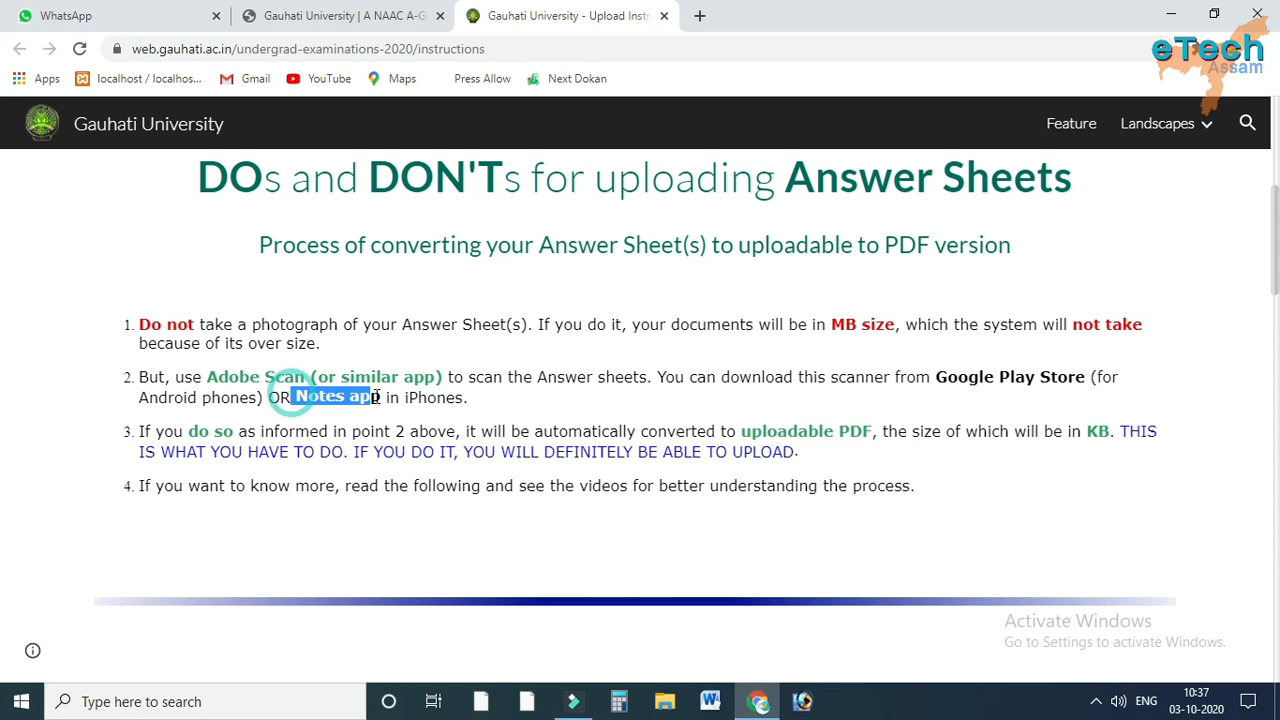 WhatsApp
Gauhati University | A NAAC A-G
Gauhati University - Upload Instr
web.gauhati.ac.in/undergrad-examinations-2020/instructions
eTech
Assam
Apps
localhost / localhos...
Gmail
YouTube
Maps
Press Allow
Next Dokan
Gauhati University
Feature
Landscapes
DOs and DON'Ts for uploading Answer Sheets
Process of converting your Answer Sheet(s) to uploadable to PDF version
1. Do not take a photograph of your Answer Sheet(s). If you do it, your documents will be in MB size, which the system will not take
because of its over size.
2. But, use Adobe Scan (or similar app) to scan the Answer sheets. You can download this scanner from Google Play Store (for
Android phones) OR Notes app in iPhones.
3. If you do so as informed in point 2 above, it will be automatically converted to uploadable PDF, the size of which will be in KB. THIS
IS WHAT YOU HAVE TO DO. IF YOU DO IT, YOU WILL DEFINITELY BE ABLE TO UPLOAD.
4. If you want to know more, read the following and see the videos for better understanding the process.
Activate Windows
Go to Settings to activate Windows.
Type here to search
ENG
10:37
03-10-2020